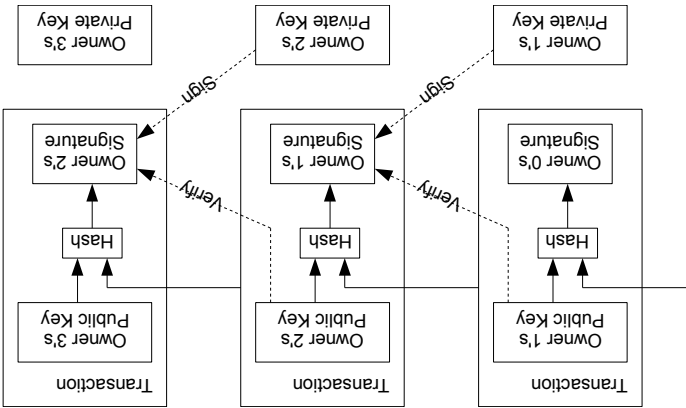 Transaction
Transaction
Transaction
Owner 1's
Public Key
Owner 2's
Public Key
Owner 3's
Public Key
Hash
Hash
Hash
Verify
Verify
Owner 0's
Signature
Owner 1's
Signature
Owner 2's
Signature
Sign
Sign
Owner 1's
Private Key
Owner 2's
Private Key
Owner 3's
Private Key